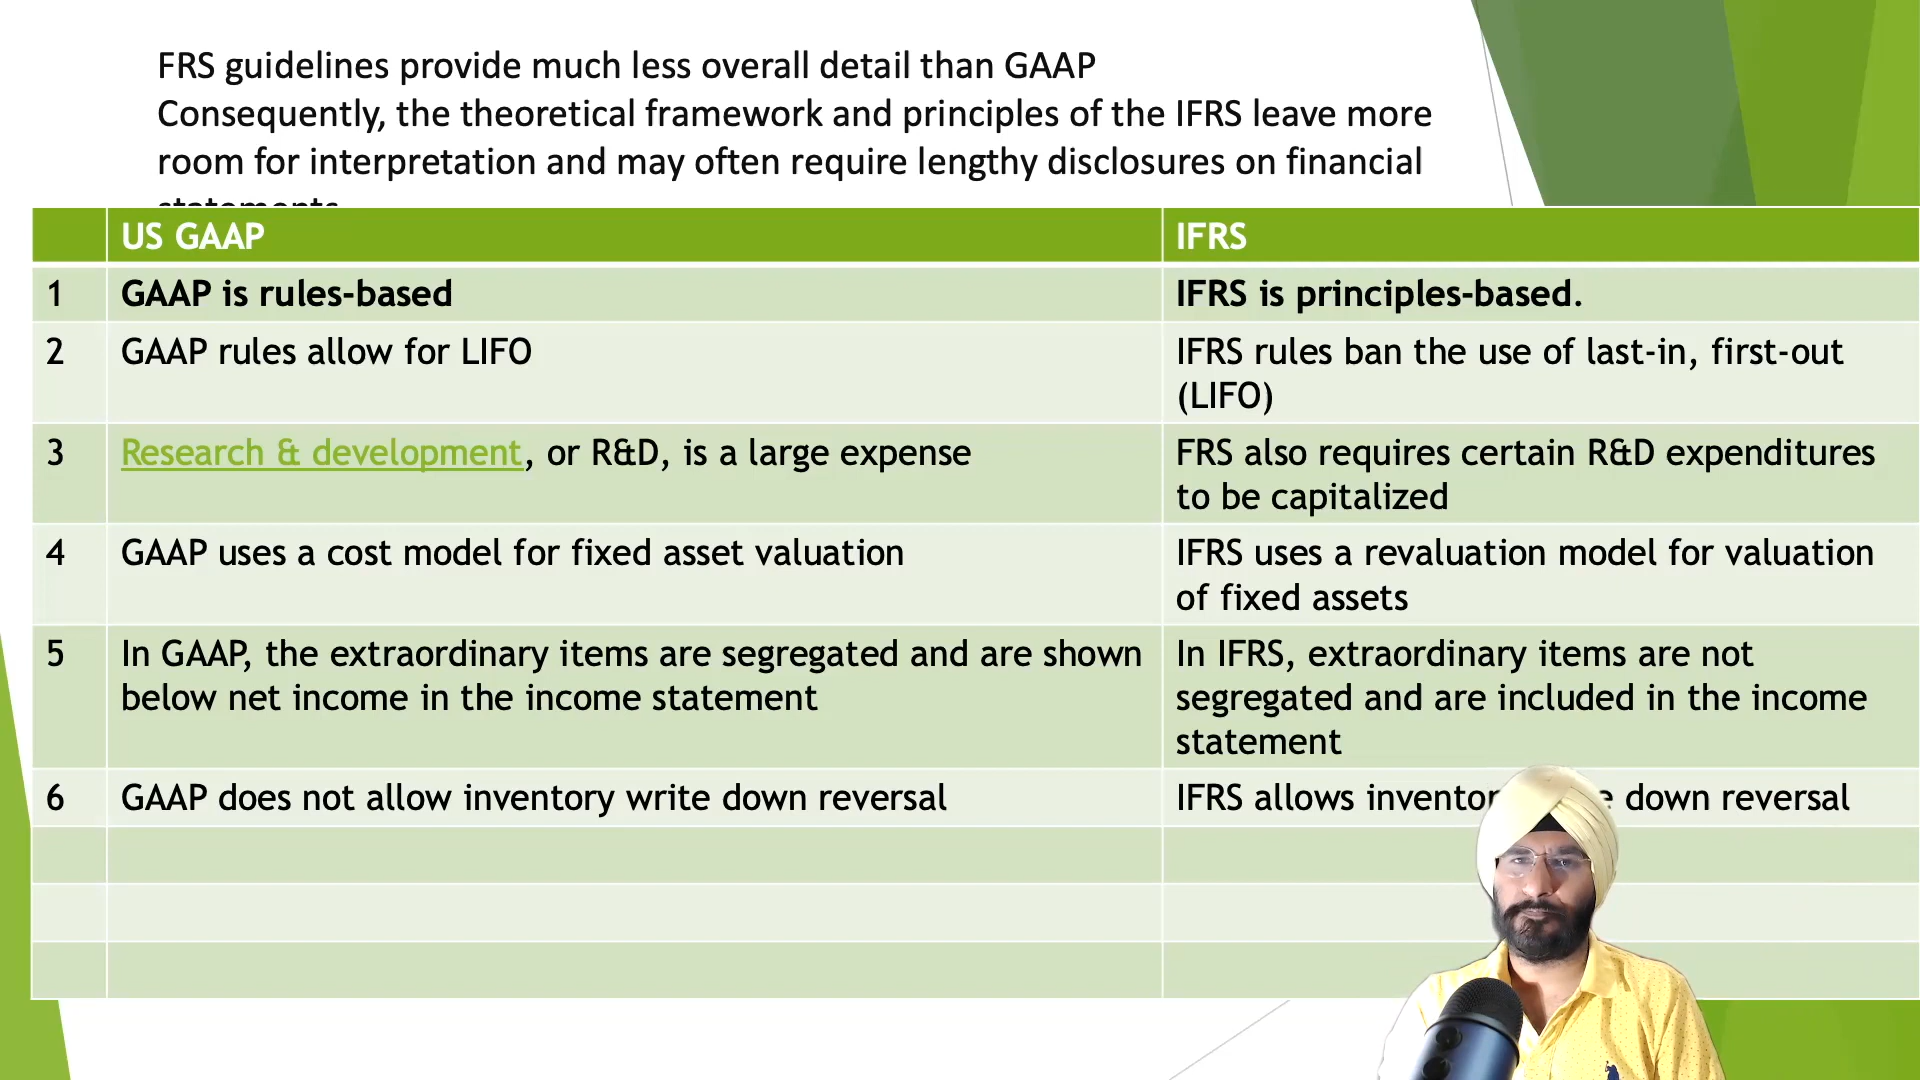 FRS guidelines provide much less overall detail than GAAP
Consequently, the theoretical framework and principles of the IFRS leave more
room for interpretation and may often require lengthy disclosures on financial
statements
US GAAP
IFRS
1
GAAP is rules-based
IFRS is principles-based.
2
GAAP rules allow for LIFO
IFRS rules ban the use of last-in, first-out
(LIFO)
3
Research & development, or R&D, is a large expense
FRS also requires certain R&D expenditures
to be capitalized
4
GAAP uses a cost model for fixed asset valuation
IFRS uses a revaluation model for valuation
of fixed assets
5
In GAAP, the extraordinary items are segregated and are shown
below net income in the income statement
In IFRS, extraordinary items are not
segregated and are included in the income
statement
6
GAAP does not allow inventory write down reversal
IFRS allows down reversal